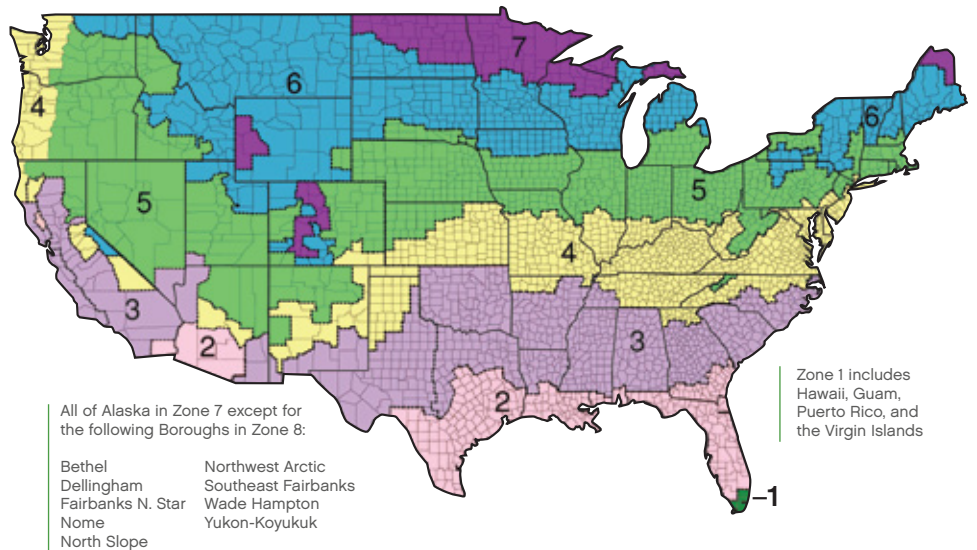 7
6
6
4
5
5
4
3
3
2
2
–1
Zone 1 includes
Hawaii, Guam,
Puerto Rico, and
the Virgin Islands
All of Alaska in Zone 7 except for
the following Boroughs in Zone 8:
Bethel
Dellingham
Fairbanks N. Star
Nome
North Slope
Northwest Arctic
Southeast Fairbanks
Wade Hampton
Yukon-Koyukuk